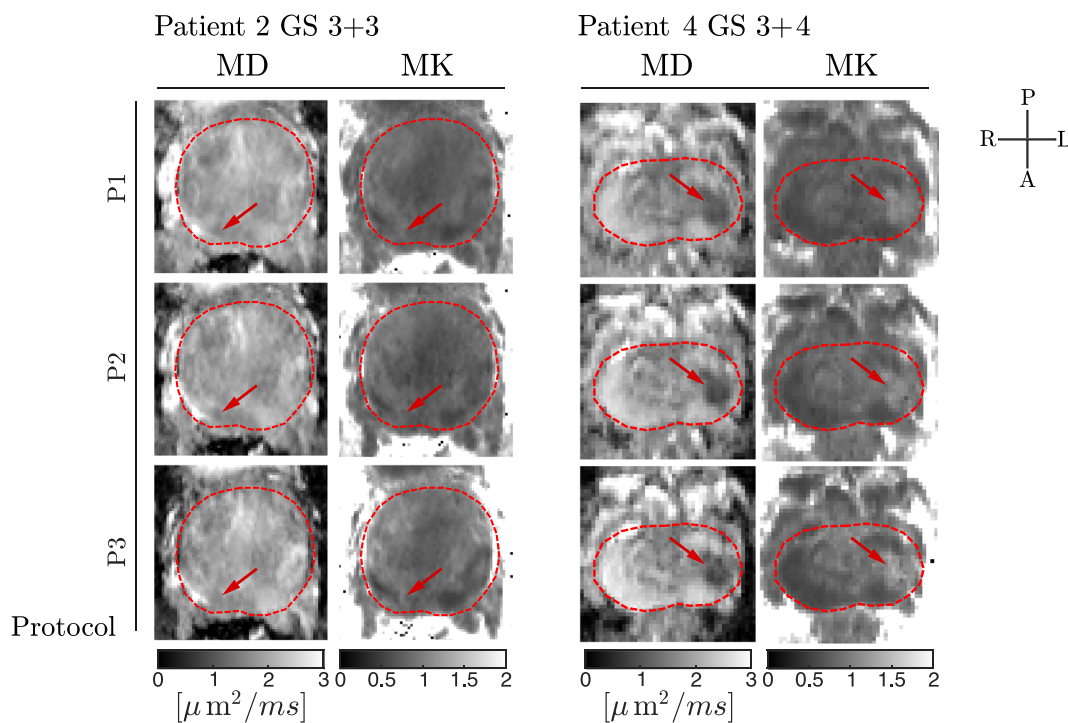 Patient 2 GS 3+3
Patient 4 GS 3+4
MD MK MD MK
P
R L
A
P1
P2
P3
Protocol
0 1 2 3 0 0.5 1 1.5 2 0 1 2 3 0 0.5 1 1.5 2
[μ m²/ms] [μ m²/ms]